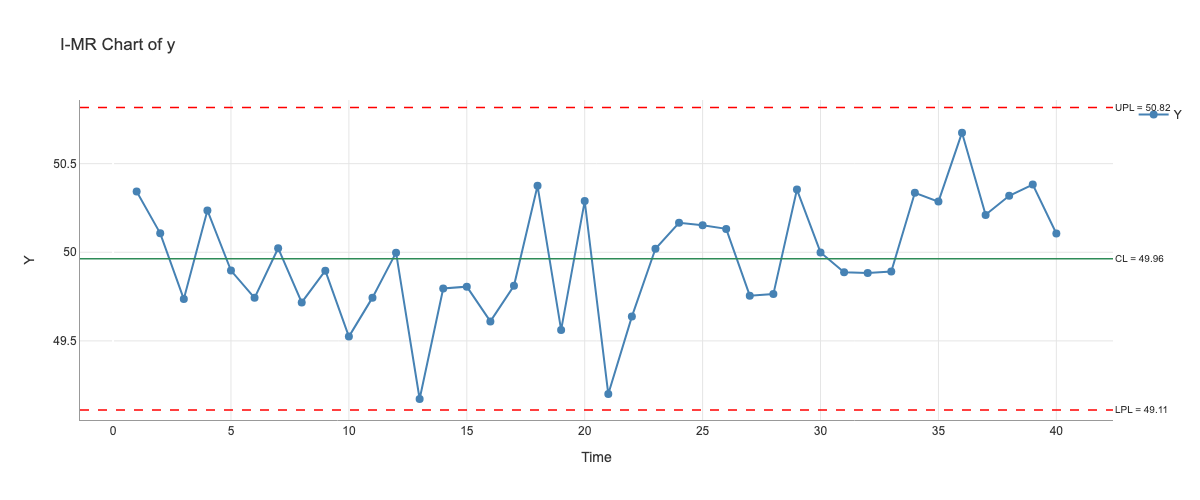 I-MR Chart of y
UPL = 50.82
Y
50.5
50
CL = 49.96
Y
49.5
LPL = 49.11
0 5 10 15 20 25 30 35 40
Time